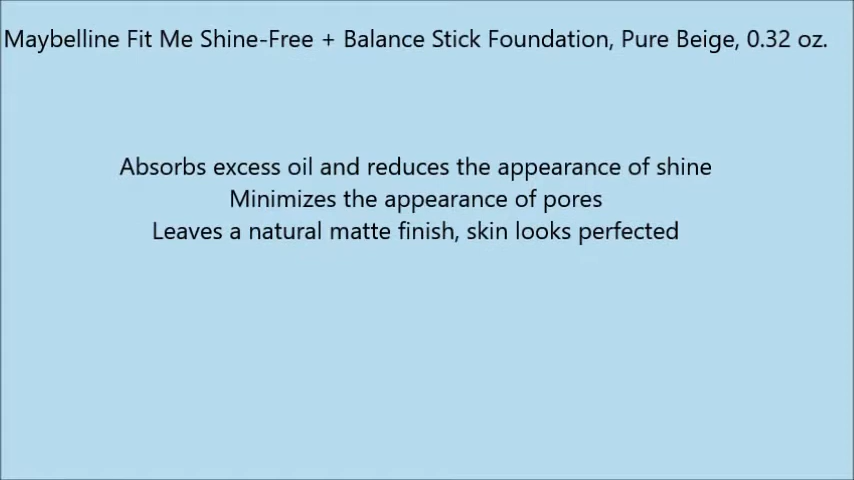 Maybelline Fit Me Shine-Free + Balance Stick Foundation, Pure Beige, 0.32 oz.
Absorbs excess oil and reduces the appearance of shine
Minimizes the appearance of pores
Leaves a natural matte finish, skin looks perfected